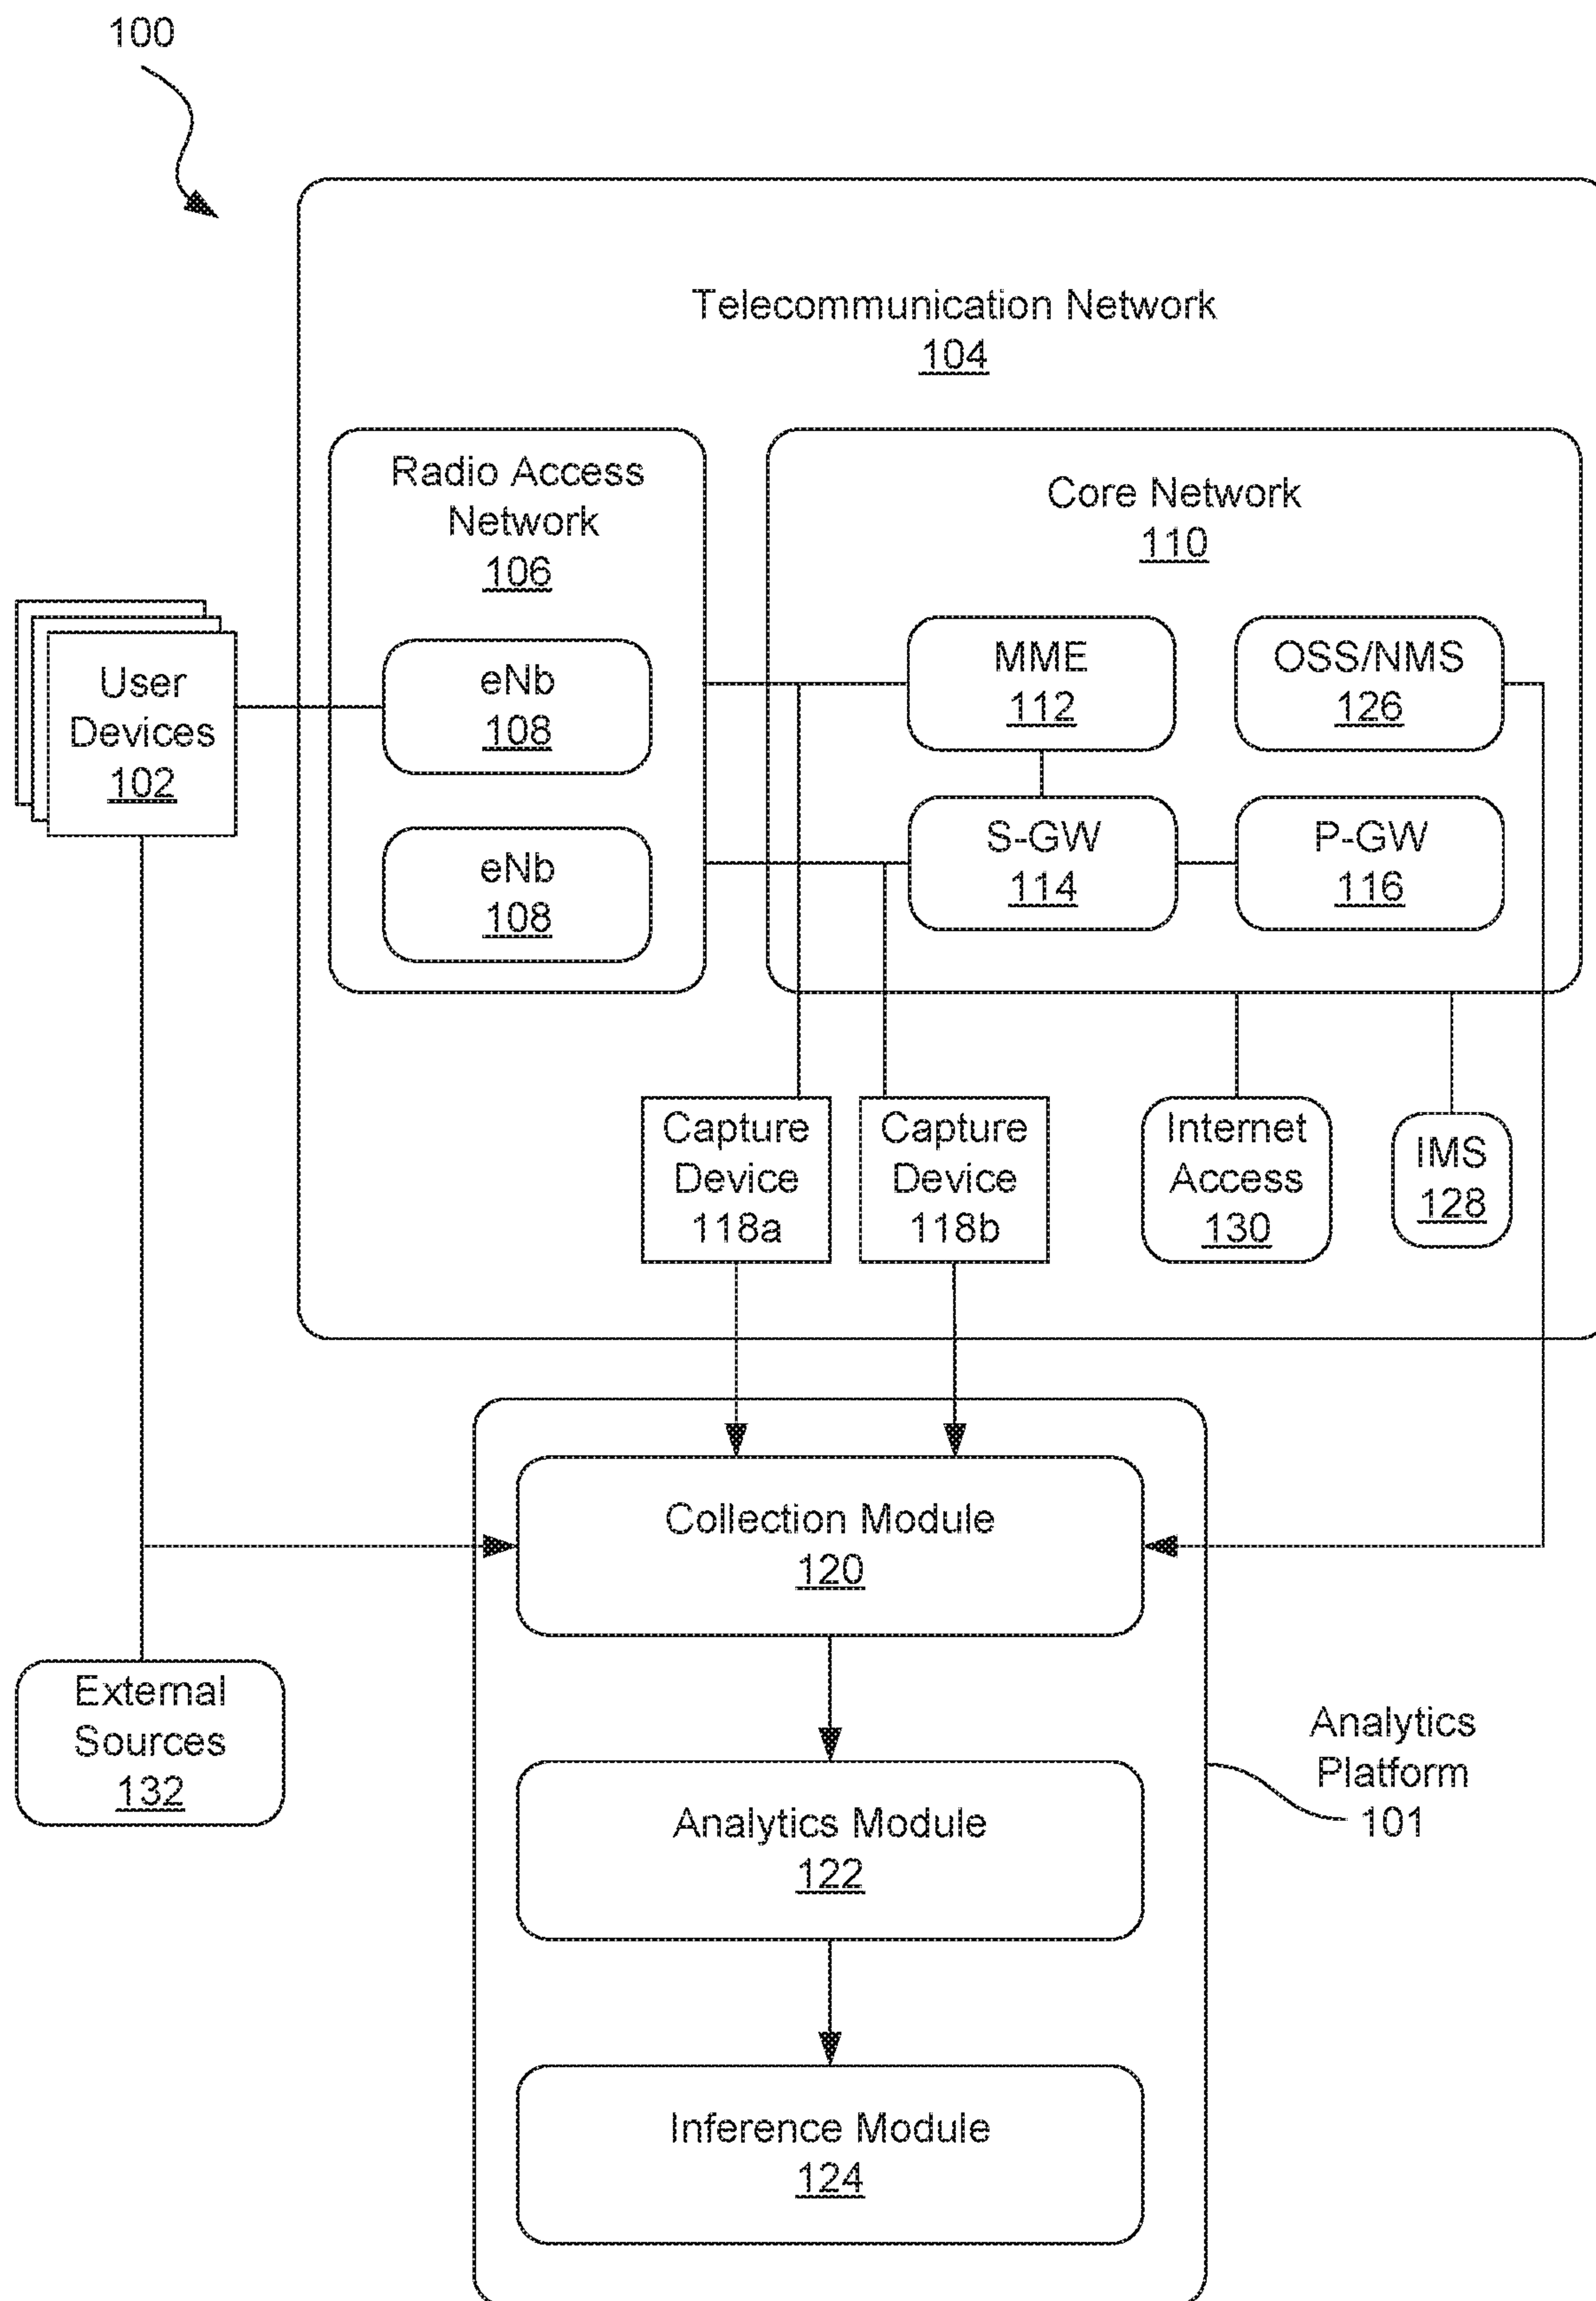 100
Telecommunication Network
104
Radio Access
Network
106
Core Network
110
User
Devices
102
eNb
108
eNb
108
MME
112
OSS/NMS
126
S-GW
114
P-GW
116
Capture
Device
118a
Capture
Device
118b
Internet
Access
130
IMS
128
Collection Module
120
External
Sources
132
Analytics
Platform
101
Analytics Module
122
Inference Module
124